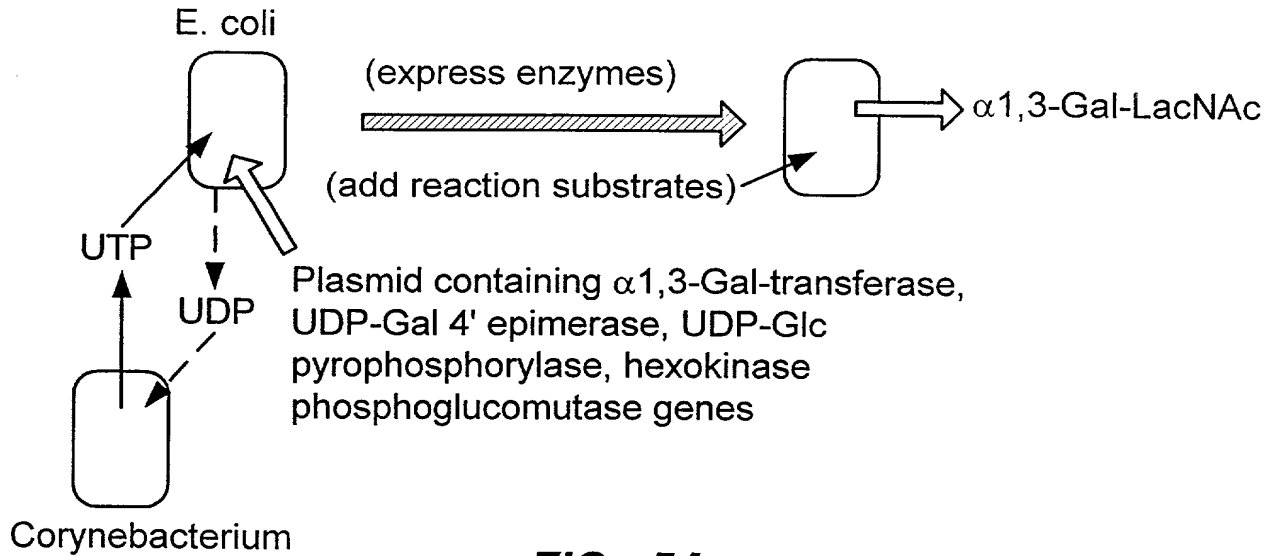 E. coli
(express enzymes)
α1,3-Gal-LacNAc
(add reaction substrates)
UTP
UDP
Plasmid containing α1,3-Gal-transferase,
UDP-Gal 4' epimerase, UDP-Glc
pyrophosphorylase, hexokinase
phosphoglucomutase genes
Corynebacterium